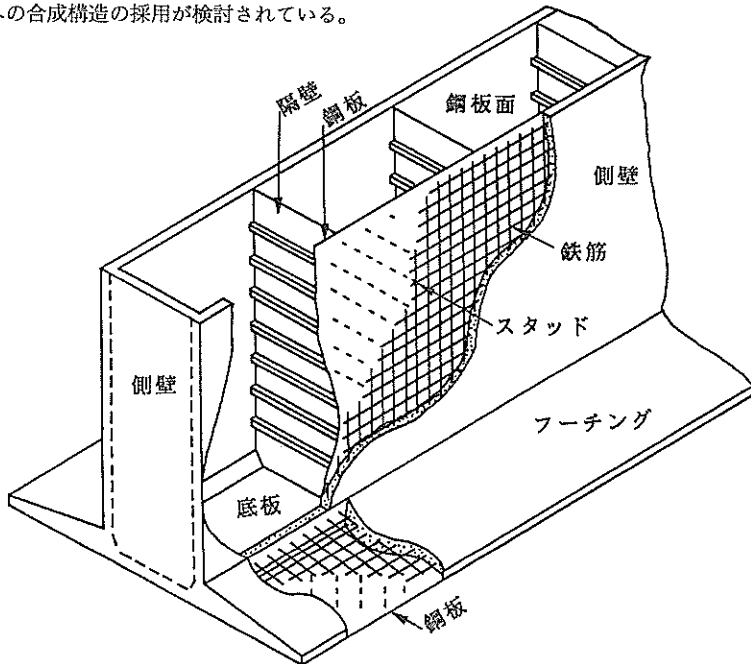 の合成構造の採用が検討されている。
隔壁
鋼板
鋼板面
側壁
鉄筋
スタッド
側壁
フーチング
底板
鋼板